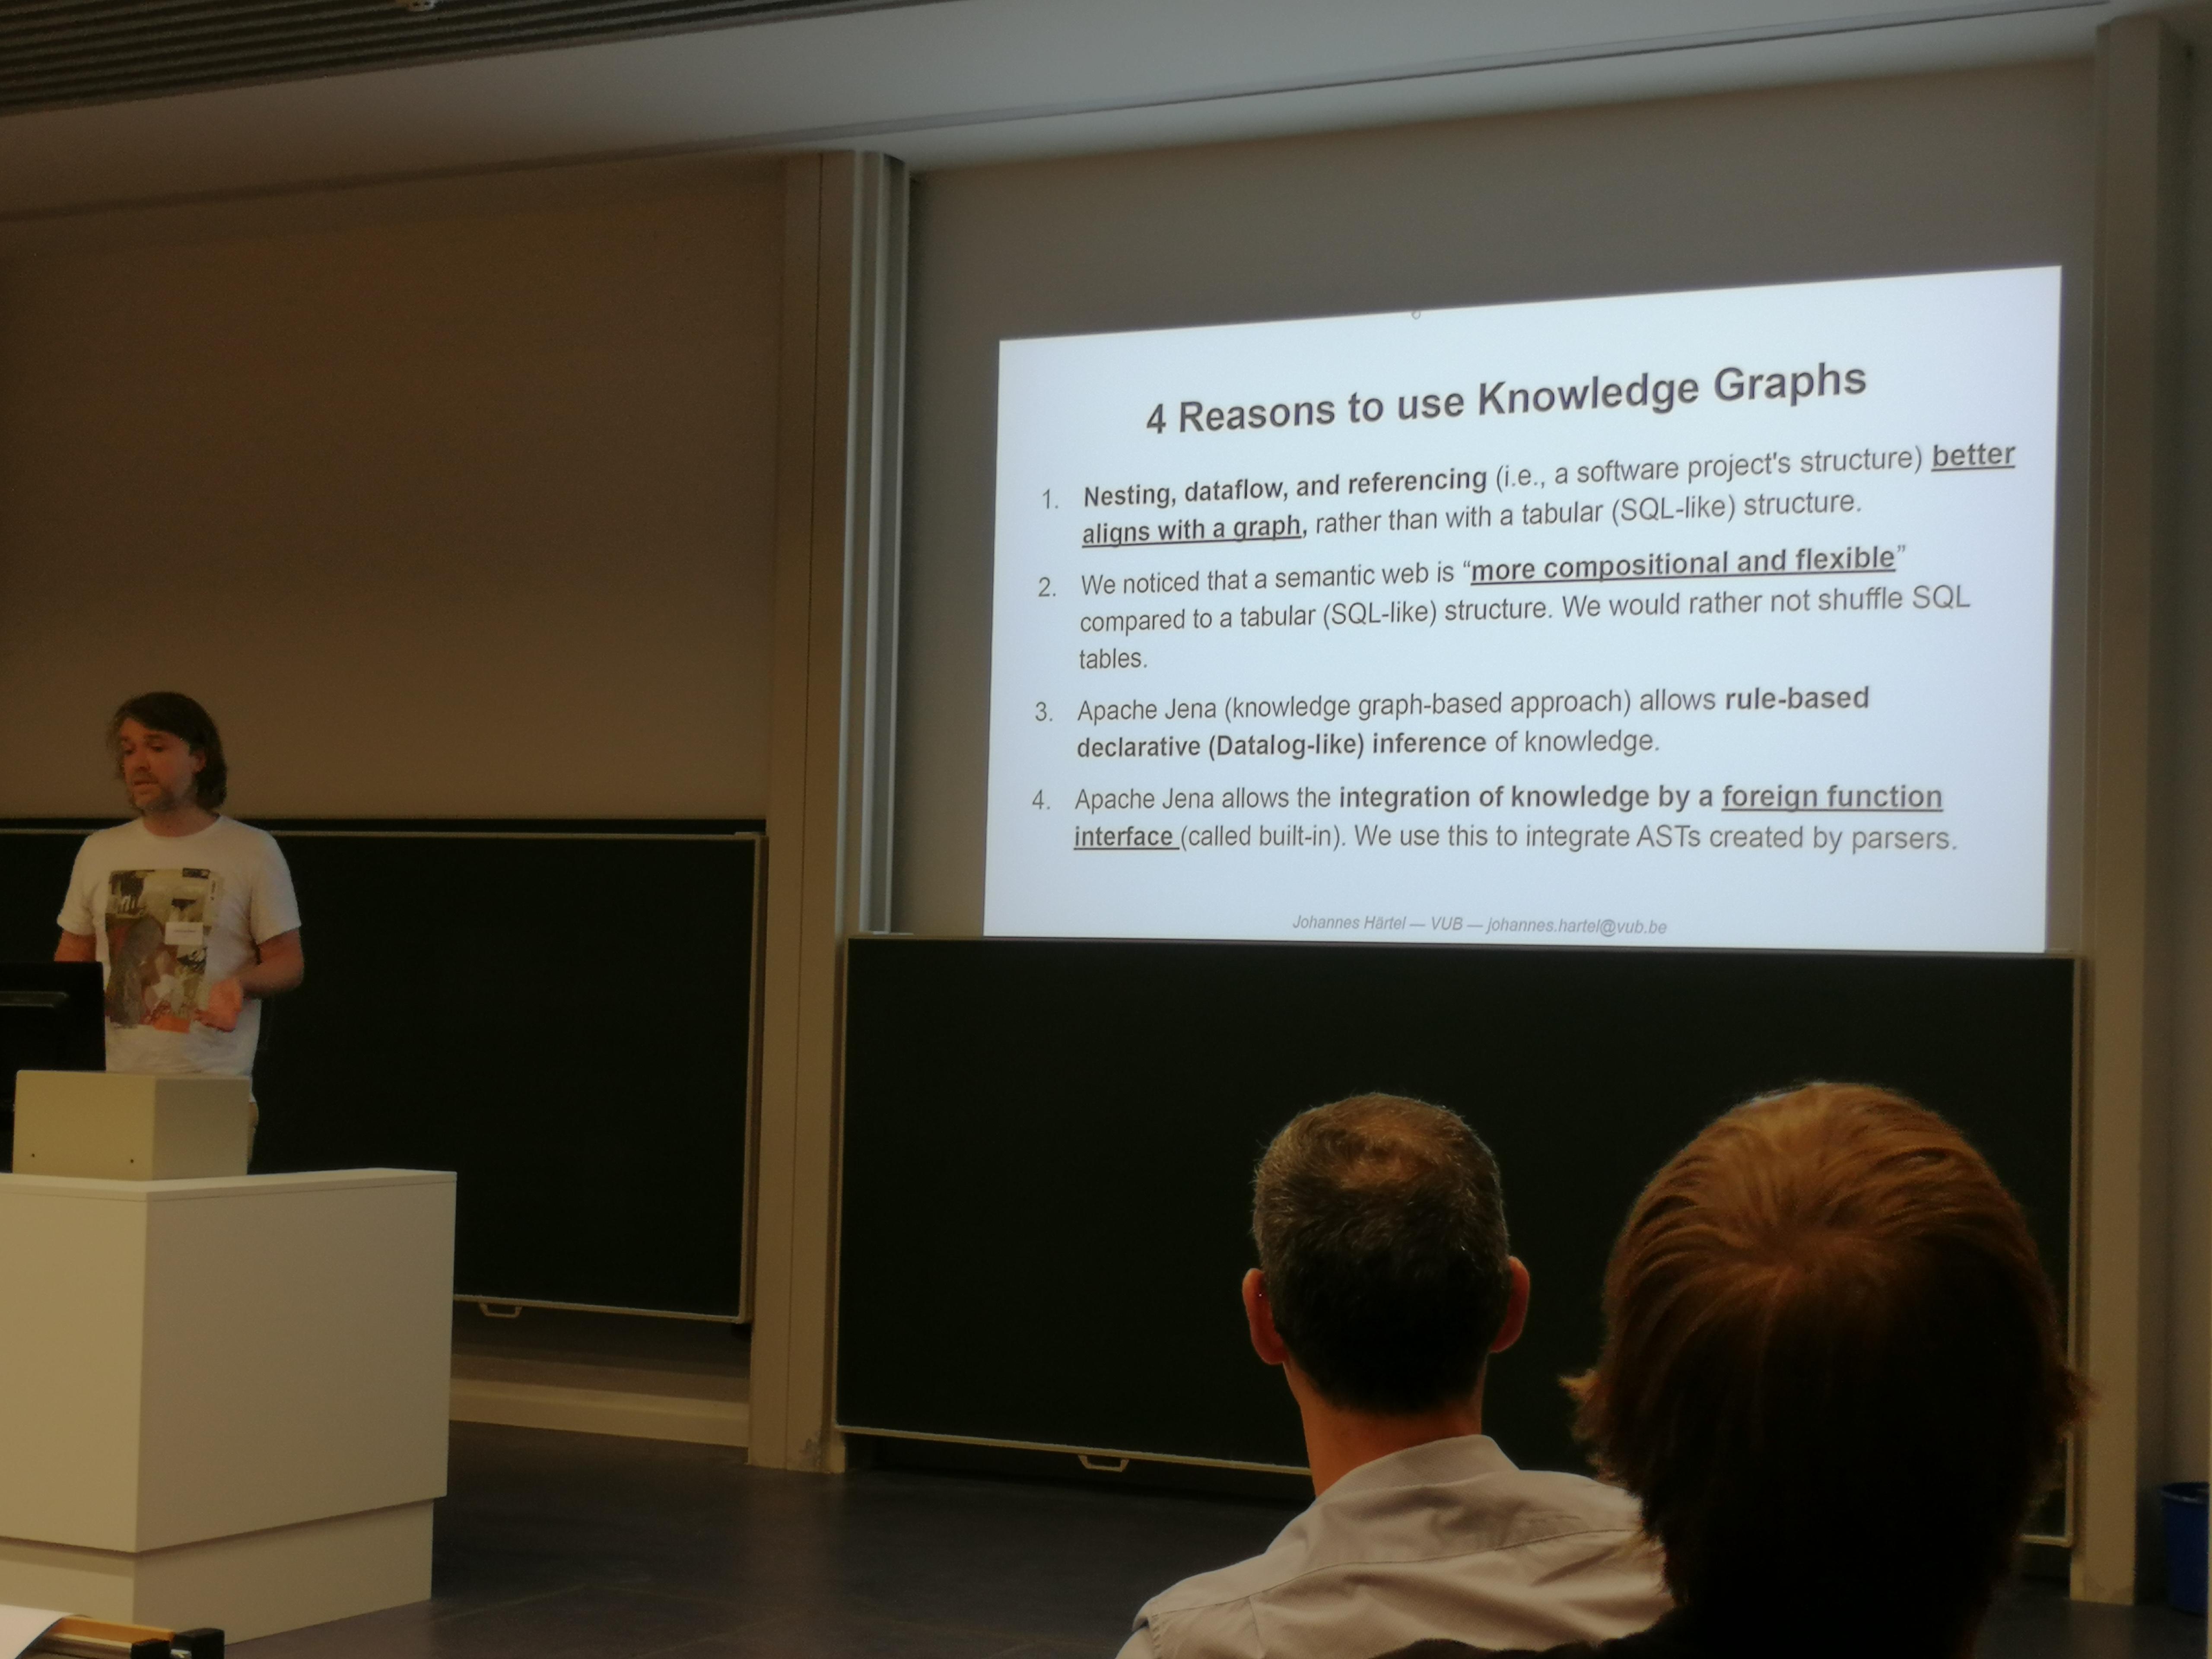 4 Reasons to use Knowledge Graphs
1. Nesting, dataflow, and referencing (i.e., a software project's structure) better
aligns with a graph, rather than with a tabular (SQL-like) structure.
2. We noticed that a semantic web is “more compositional and flexible”
compared to a tabular (SQL-like) structure. We would rather not shuffle SQL
tables.
3. Apache Jena (knowledge graph-based approach) allows rule-based
declarative (Datalog-like) inference of knowledge.
4. Apache Jena allows the integration of knowledge by a foreign function
interface (called built-in). We use this to integrate ASTs created by parsers.
Johannes Härtel — VUB — johannes.hartel@vub.be